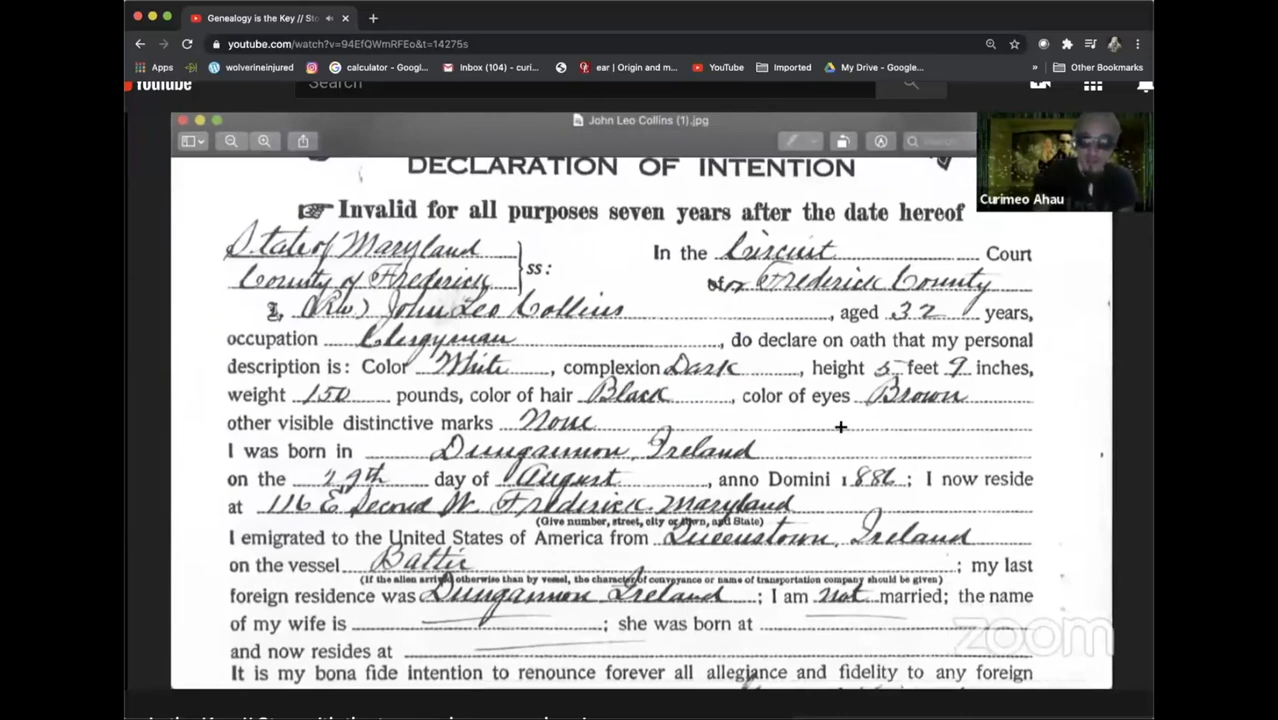 Genealogy is the Key // Sto
youtube.com/watch?v=94EfQWmRFEo&t=14275s
Apps wolverineinjured calculator - Googl... Inbox (104) - curi... ear | Origin and m... YouTube Imported My Drive - Google... » Other Bookmarks
YouTube Search
John Leo Collins (1).jpg
Search
Curimeo Ahau
DECLARATION OF INTENTION
Invalid for all purposes seven years after the date hereof
State of Maryland In the Circuit Court
County of Frederick ss: of Frederick County
I, (Rev) John Leo Collins, aged 32 years,
occupation Clergyman, do declare on oath that my personal
description is: Color White, complexion Dark, height 5 feet 9 inches,
weight 150 pounds, color of hair Black, color of eyes Brown
other visible distinctive marks None
I was born in Dungannon, Ireland
on the 29th day of August, anno Domini 1886; I now reside
at 116 E Second St. Frederick. Maryland
(Give number, street, city or town, and State)
I emigrated to the United States of America from Queenstown, Ireland
on the vessel ; my last
(If the alien arrived otherwise than by vessel, the character of conveyance or name of transportation company should be given)
foreign residence was Dungannon Ireland; I am not married; the name
of my wife is ; she was born at
and now resides at
zoom
It is my bona fide intention to renounce forever all allegiance and fidelity to any foreign